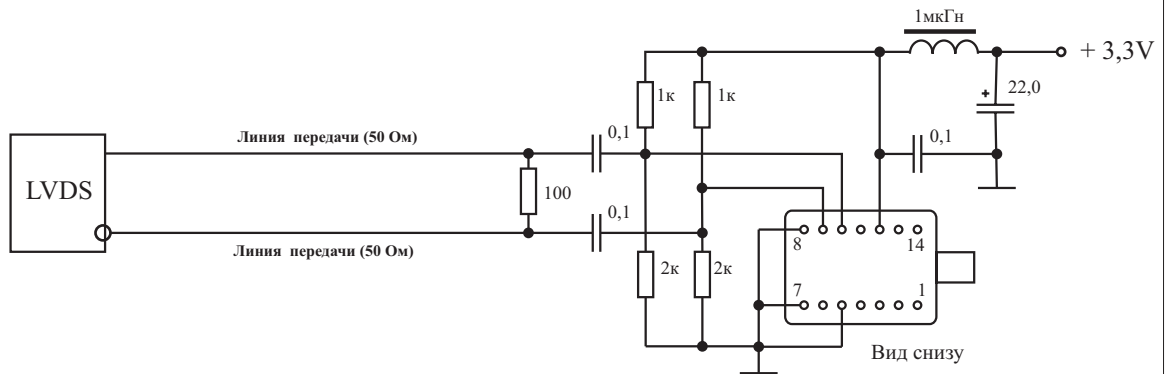 1мкГн
+ 3,3V
1к
1к
+
22,0
Линия передачи (50 Ом)
0,1
0,1
LVDS
100
0,1
Линия передачи (50 Ом)
8
14
2к
2к
7
1
Вид снизу